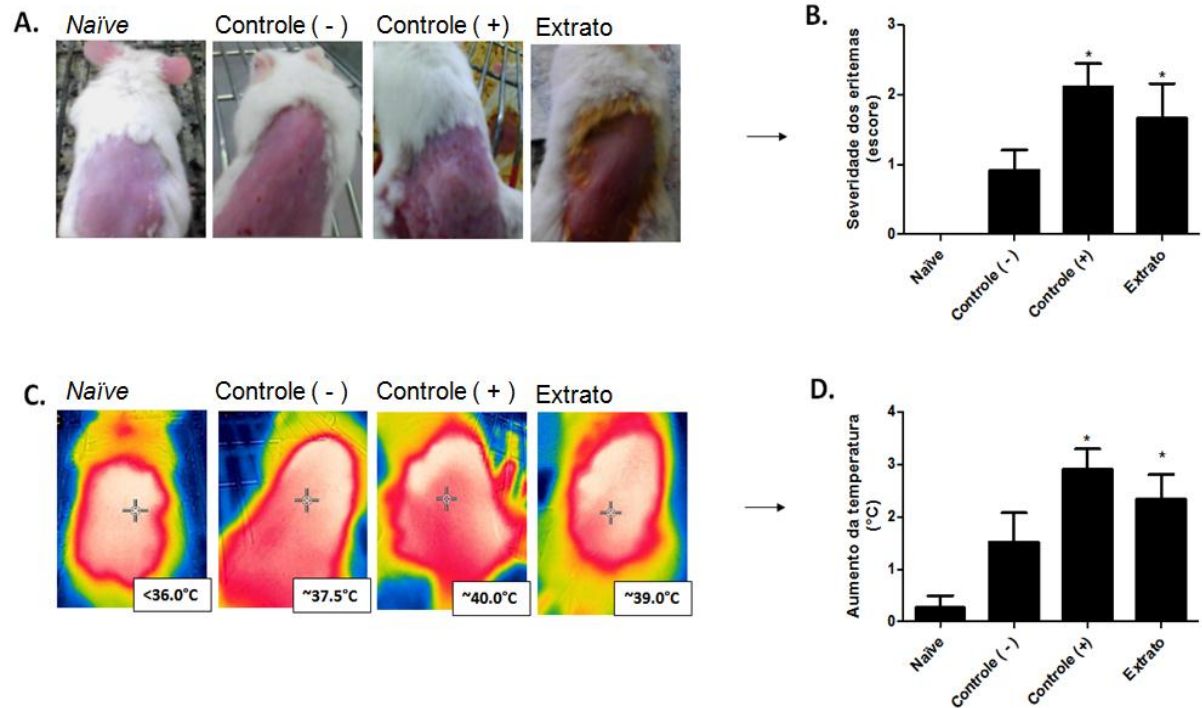 A.
Naïve
Controle ( - )
Controle ( +)
Extrato
B.
Severidade dos eritemas
(escore)
3
2
1
0
*
*
Naïve
Controle ( - )
Controle (+)
Extrato
C.
Naïve
Controle ( - )
Controle ( + )
Extrato
<36.0°C
~37.5°C
~40.0°C
~39.0°C
D.
Aumento da temperatura
(°C)
4
3
2
1
0
*
*
Naïve
Controle ( - )
Controle (+)
Extrato